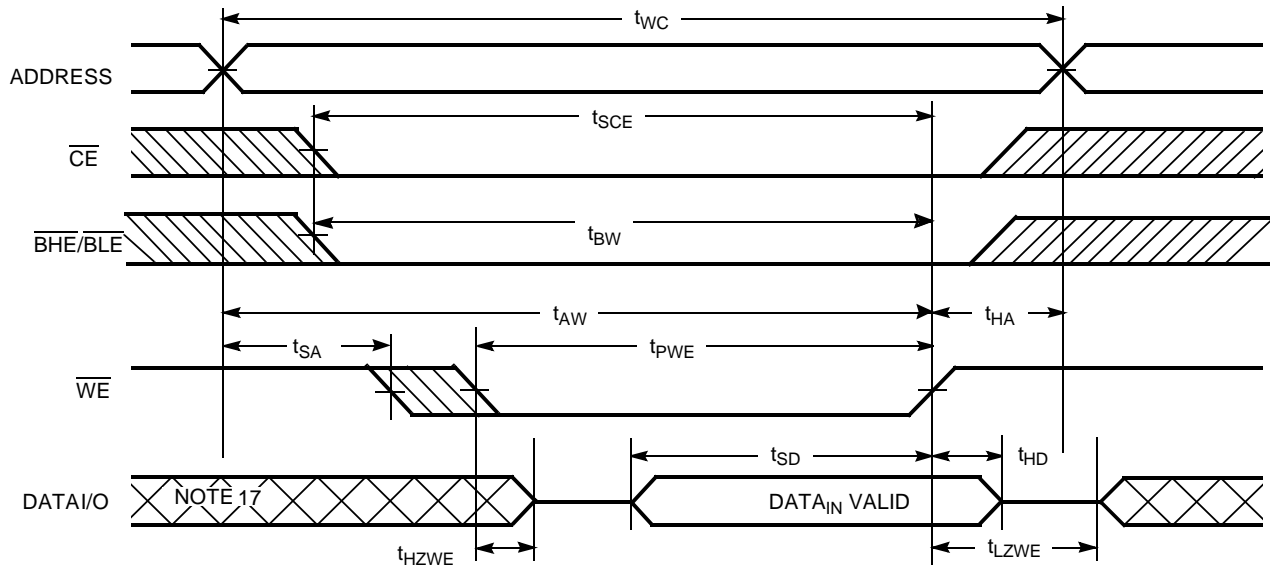 tWC
ADDRESS
tSCE
CE
tBW
BHE/BLE
tAW
tHA
tSA
tPWE
WE
tSD
tHD
DATAI/O
NOTE 17
DATAIN VALID
tHZWE
tLZWE